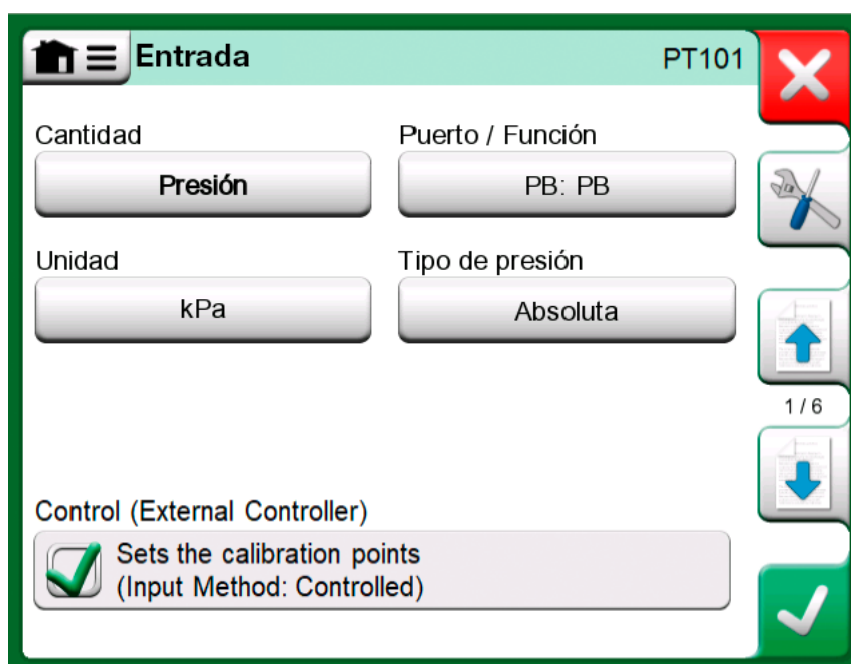 Entrada
PT101
Cantidad
Puerto / Función
Presión
PB: PB
Unidad
Tipo de presión
kPa
Absoluta
1 / 6
Control (External Controller)
Sets the calibration points
(Input Method: Controlled)